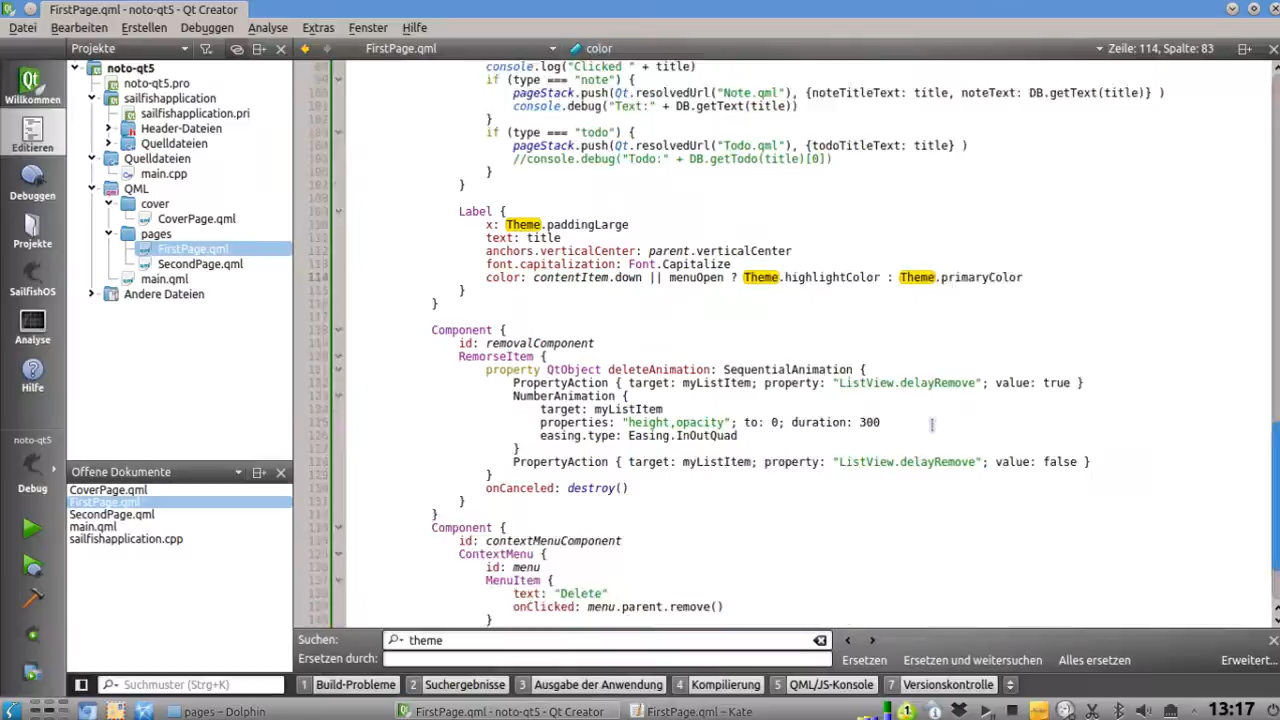 FirstPage.qml - noto-qt5 - Qt Creator
Datei Bearbeiten Erstellen Debuggen Analyse Extras Fenster Hilfe
Projekte FirstPage.qml color Zeile: 114, Spalte: 83
Willkommen
Editieren
Debuggen
Projekte
SailfishOS
Analyse
Hilfe
noto-qt5
Debug
noto-qt5
noto-qt5.pro
sailfishapplication
sailfishapplication.pri
Header-Dateien
Quelldateien
Quelldateien
main.cpp
QML
cover
CoverPage.qml
pages
FirstPage.qml
SecondPage.qml
main.qml
Andere Dateien
Offene Dokumente
CoverPage.qml
FirstPage.qml
SecondPage.qml
main.qml
sailfishapplication.cpp
console.log("Clicked " + title)
if (type === "note") {
pageStack.push(Qt.resolvedUrl("Note.qml"), {noteTitleText: title, noteText: DB.getText(title)} )
console.debug("Text:" + DB.getText(title))
}
if (type === "todo") {
pageStack.push(Qt.resolvedUrl("Todo.qml"), {todoTitleText: title} )
//console.debug("Todo:" + DB.getTodo(title)[0])
}
}
Label {
x: Theme.paddingLarge
text: title
anchors.verticalCenter: parent.verticalCenter
font.capitalization: Font.Capitalize
color: contentItem.down || menuOpen ? Theme.highlightColor : Theme.primaryColor
}
}
Component {
id: removalComponent
RemorseItem {
property QtObject deleteAnimation: SequentialAnimation {
PropertyAction { target: myListItem; property: "ListView.delayRemove"; value: true }
NumberAnimation {
target: myListItem
properties: "height,opacity"; to: 0; duration: 300
easing.type: Easing.InOutQuad
}
PropertyAction { target: myListItem; property: "ListView.delayRemove"; value: false }
}
onCanceled: destroy()
}
}
Component {
id: contextMenuComponent
ContextMenu {
id: menu
MenuItem {
text: "Delete"
onClicked: menu.parent.remove()
}
Suchen: theme
Ersetzen durch: Ersetzen Ersetzen und weitersuchen Alles ersetzen Erweitert...
Suchmuster (Strg+K) 1 Build-Probleme 2 Suchergebnisse 3 Ausgabe der Anwendung 4 Kompilierung 5 QML/JS-Konsole 7 Versionskontrolle
pages – Dolphin FirstPage.qml - noto-qt5 - Qt Creator FirstPage.qml – Kate 13:17